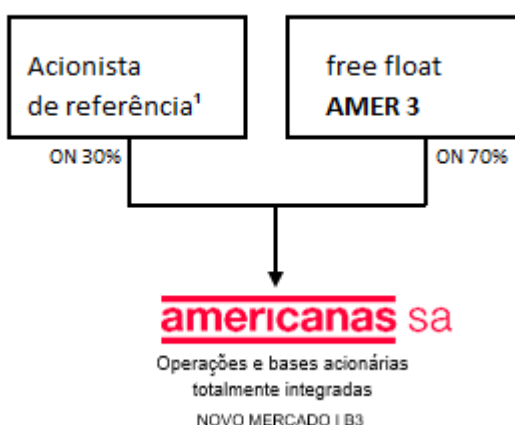 Acionista
de referência¹
free float
AMER 3
ON 30%
ON 70%
americanas sa
Operações e bases acionárias
totalmente integradas
NOVO MERCADO | B3